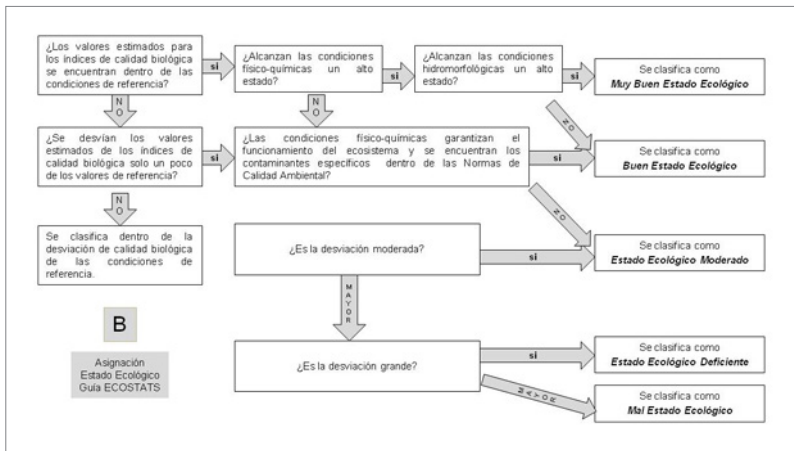 ¿Los valores estimados para
los índices de calidad biológica
se encuentran dentro de las
condiciones de referencia?
si
¿Alcanzan las condiciones
físico-químicas un alto
estado?
si
¿Alcanzan las condiciones
hidromorfológicas un alto
estado?
si
Se clasifica como
Muy Buen Estado Ecológico
NO
NO
NO
¿Se desvían los valores
estimados de los índices de
calidad biológica solo un poco
de los valores de referencia?
si
¿Las condiciones físico-químicas garantizan el
funcionamiento del ecosistema y se encuentran los
contaminantes específicos dentro de las Normas de
Calidad Ambiental?
si
Se clasifica como
Buen Estado Ecológico
NO
NO
Se clasifica dentro de la
desviación de calidad biológica
de las condiciones de
referencia.
¿Es la desviación moderada?
si
Se clasifica como
Estado Ecológico Moderado
MAYOR
B
Asignación
Estado Ecológico
Guía ECOSTATS
¿Es la desviación grande?
si
Se clasifica como
Estado Ecológico Deficiente
MAYOR
Se clasifica como
Mal Estado Ecológico